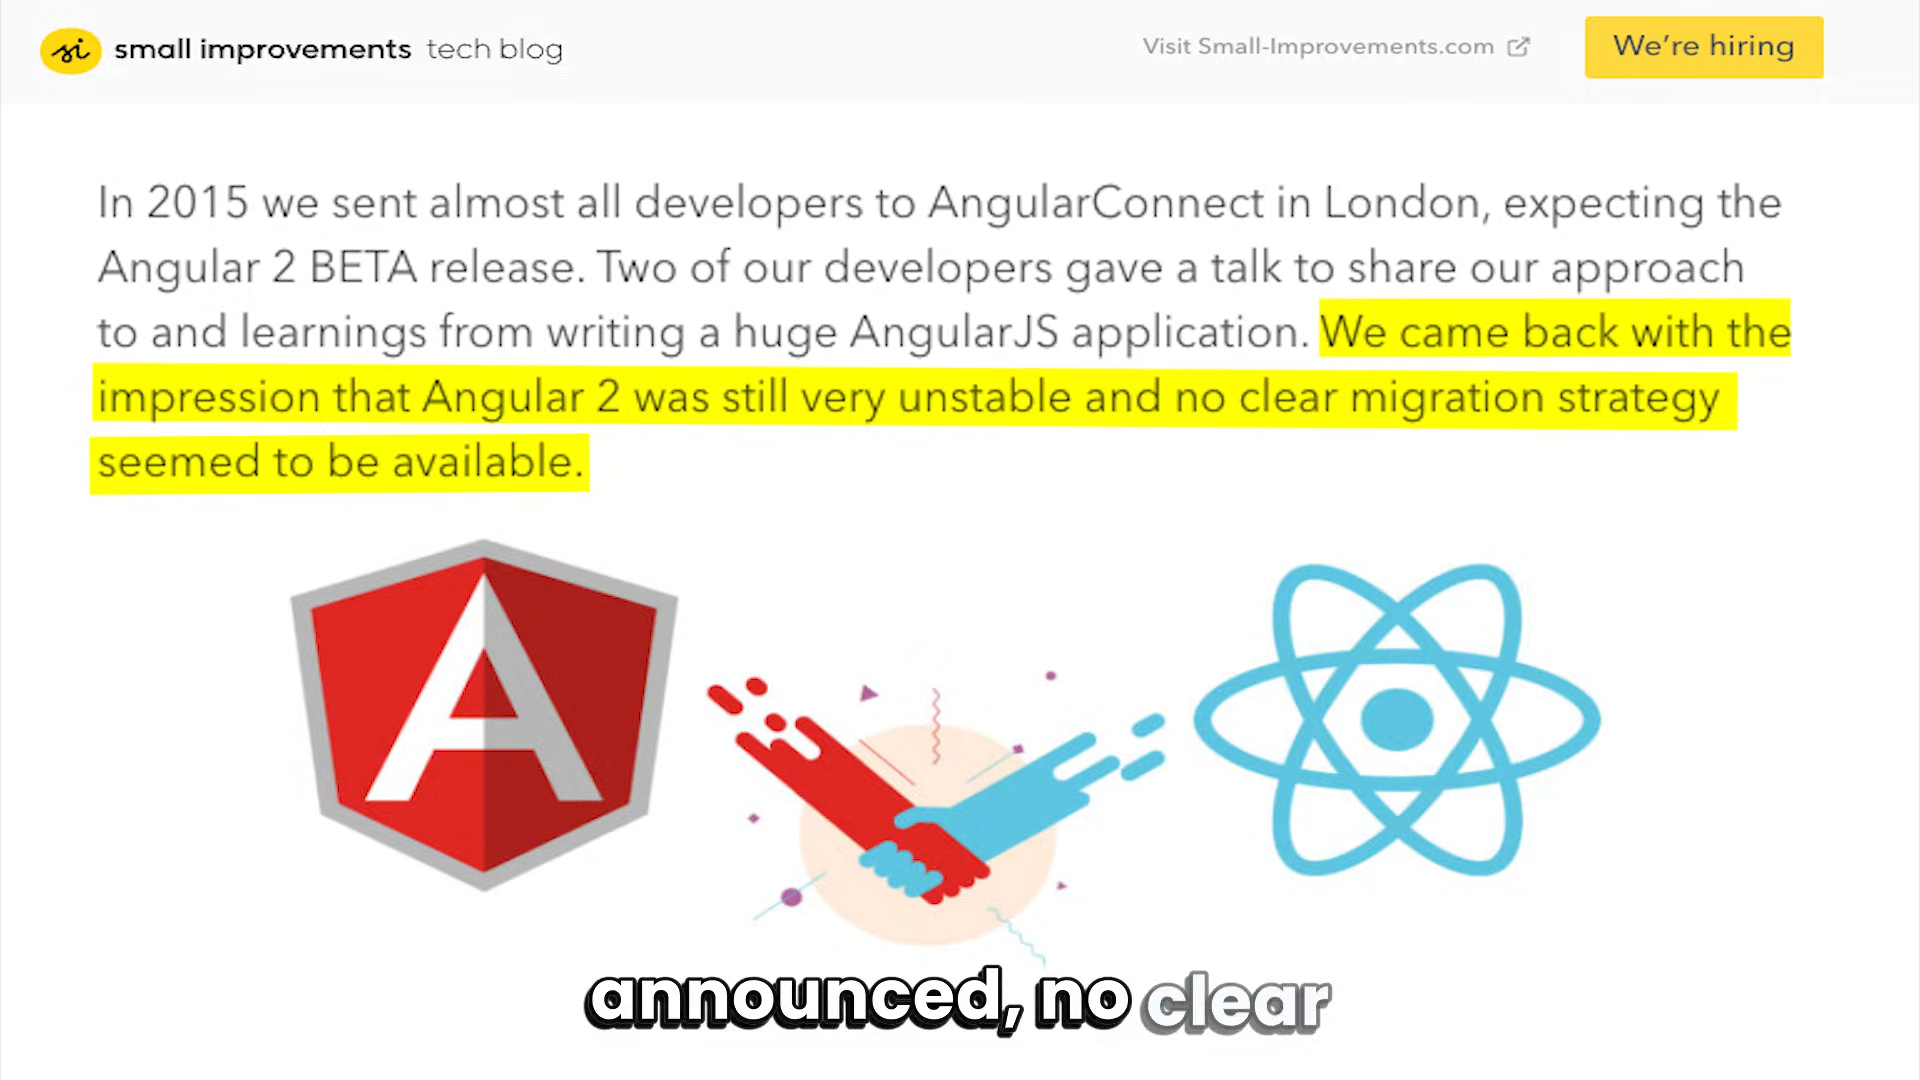 si small improvements tech blog
Visit Small-Improvements.com
We're hiring
In 2015 we sent almost all developers to AngularConnect in London, expecting the
Angular 2 BETA release. Two of our developers gave a talk to share our approach
to and learnings from writing a huge AngularJS application. We came back with the
impression that Angular 2 was still very unstable and no clear migration strategy
seemed to be available.
A
announced, no clear